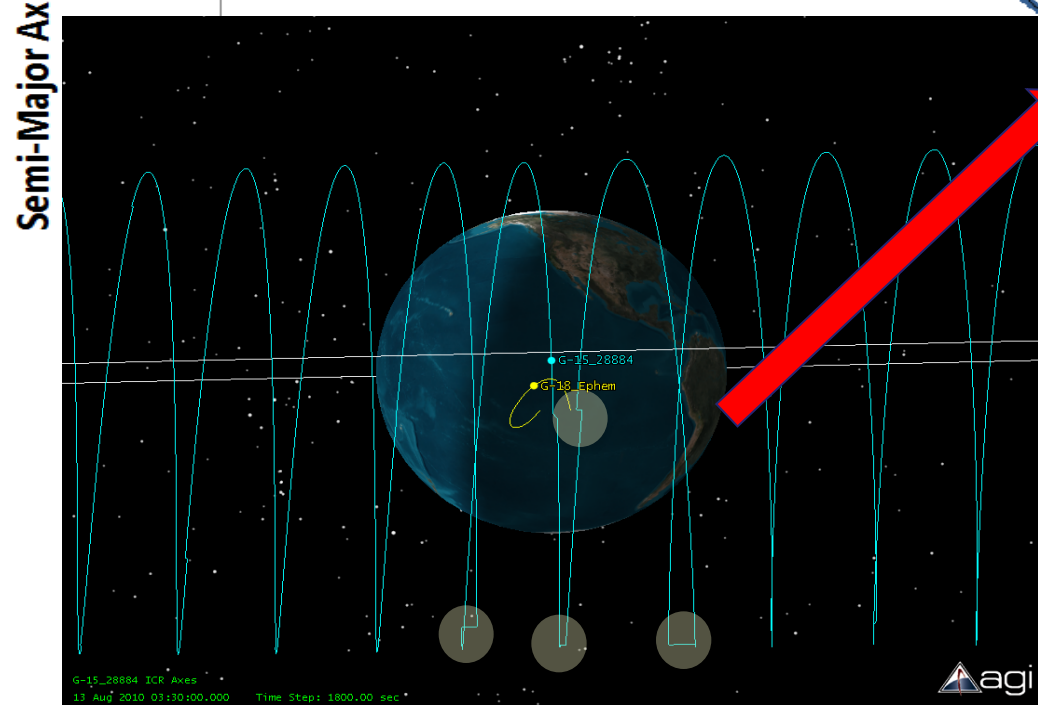 Semi-Major Ax
G-15_28884
G-18_Ephem
G-15_28884 ICR Axes
13 Aug 2010 03:30:00.000 Time Step: 1800.00 sec
agi